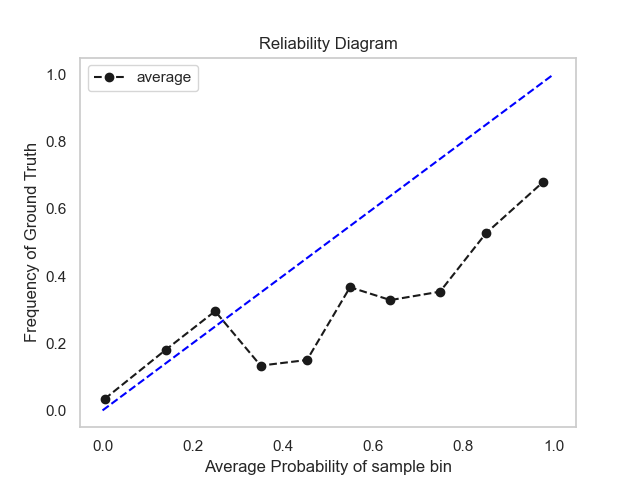 Reliability Diagram
average
Frequency of Ground Truth
1.0
0.8
0.6
0.4
0.2
0.0
0.0 0.2 0.4 0.6 0.8 1.0
Average Probability of sample bin